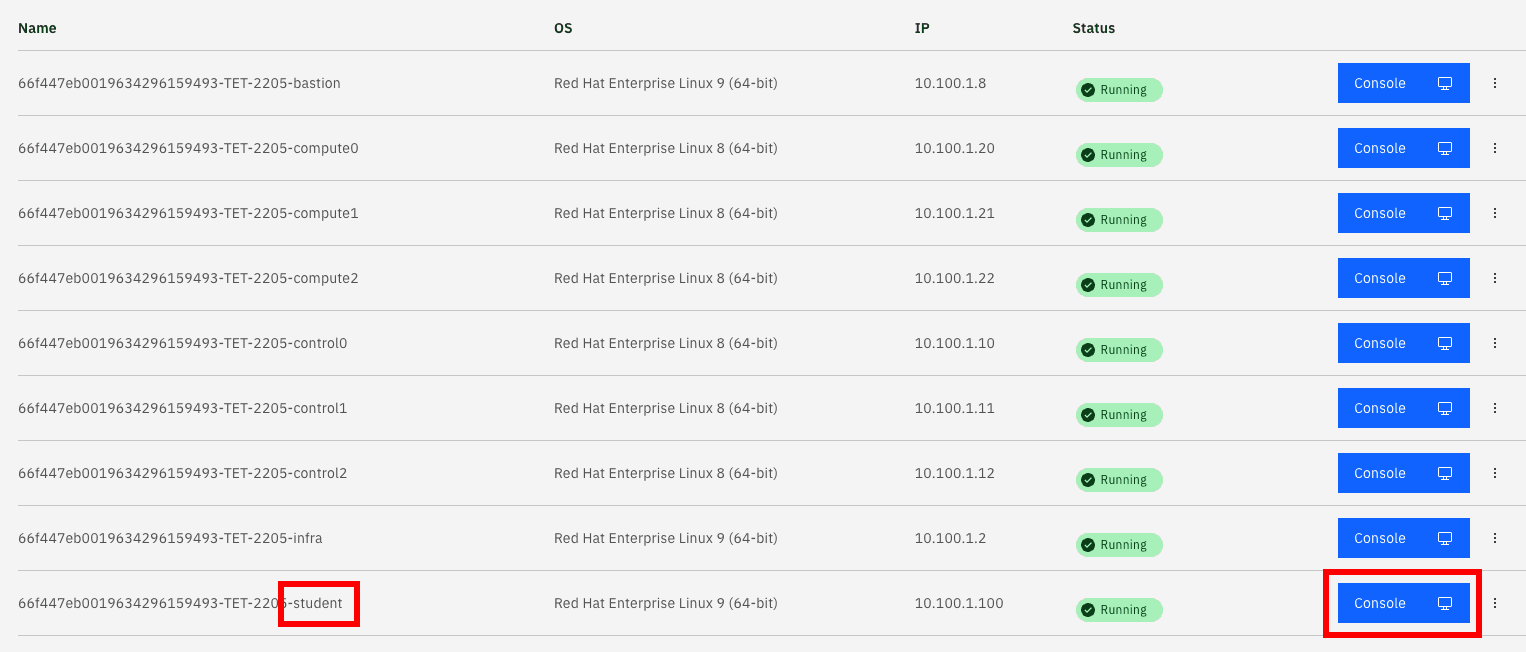 Name OS IP Status
66f447eb0019634296159493-TET-2205-bastion Red Hat Enterprise Linux 9 (64-bit) 10.100.1.8 Running Console
66f447eb0019634296159493-TET-2205-compute0 Red Hat Enterprise Linux 8 (64-bit) 10.100.1.20 Running Console
66f447eb0019634296159493-TET-2205-compute1 Red Hat Enterprise Linux 8 (64-bit) 10.100.1.21 Running Console
66f447eb0019634296159493-TET-2205-compute2 Red Hat Enterprise Linux 8 (64-bit) 10.100.1.22 Running Console
66f447eb0019634296159493-TET-2205-control0 Red Hat Enterprise Linux 8 (64-bit) 10.100.1.10 Running Console
66f447eb0019634296159493-TET-2205-control1 Red Hat Enterprise Linux 8 (64-bit) 10.100.1.11 Running Console
66f447eb0019634296159493-TET-2205-control2 Red Hat Enterprise Linux 8 (64-bit) 10.100.1.12 Running Console
66f447eb0019634296159493-TET-2205-infra Red Hat Enterprise Linux 9 (64-bit) 10.100.1.2 Running Console
66f447eb0019634296159493-TET-2205-student Red Hat Enterprise Linux 9 (64-bit) 10.100.1.100 Running Console